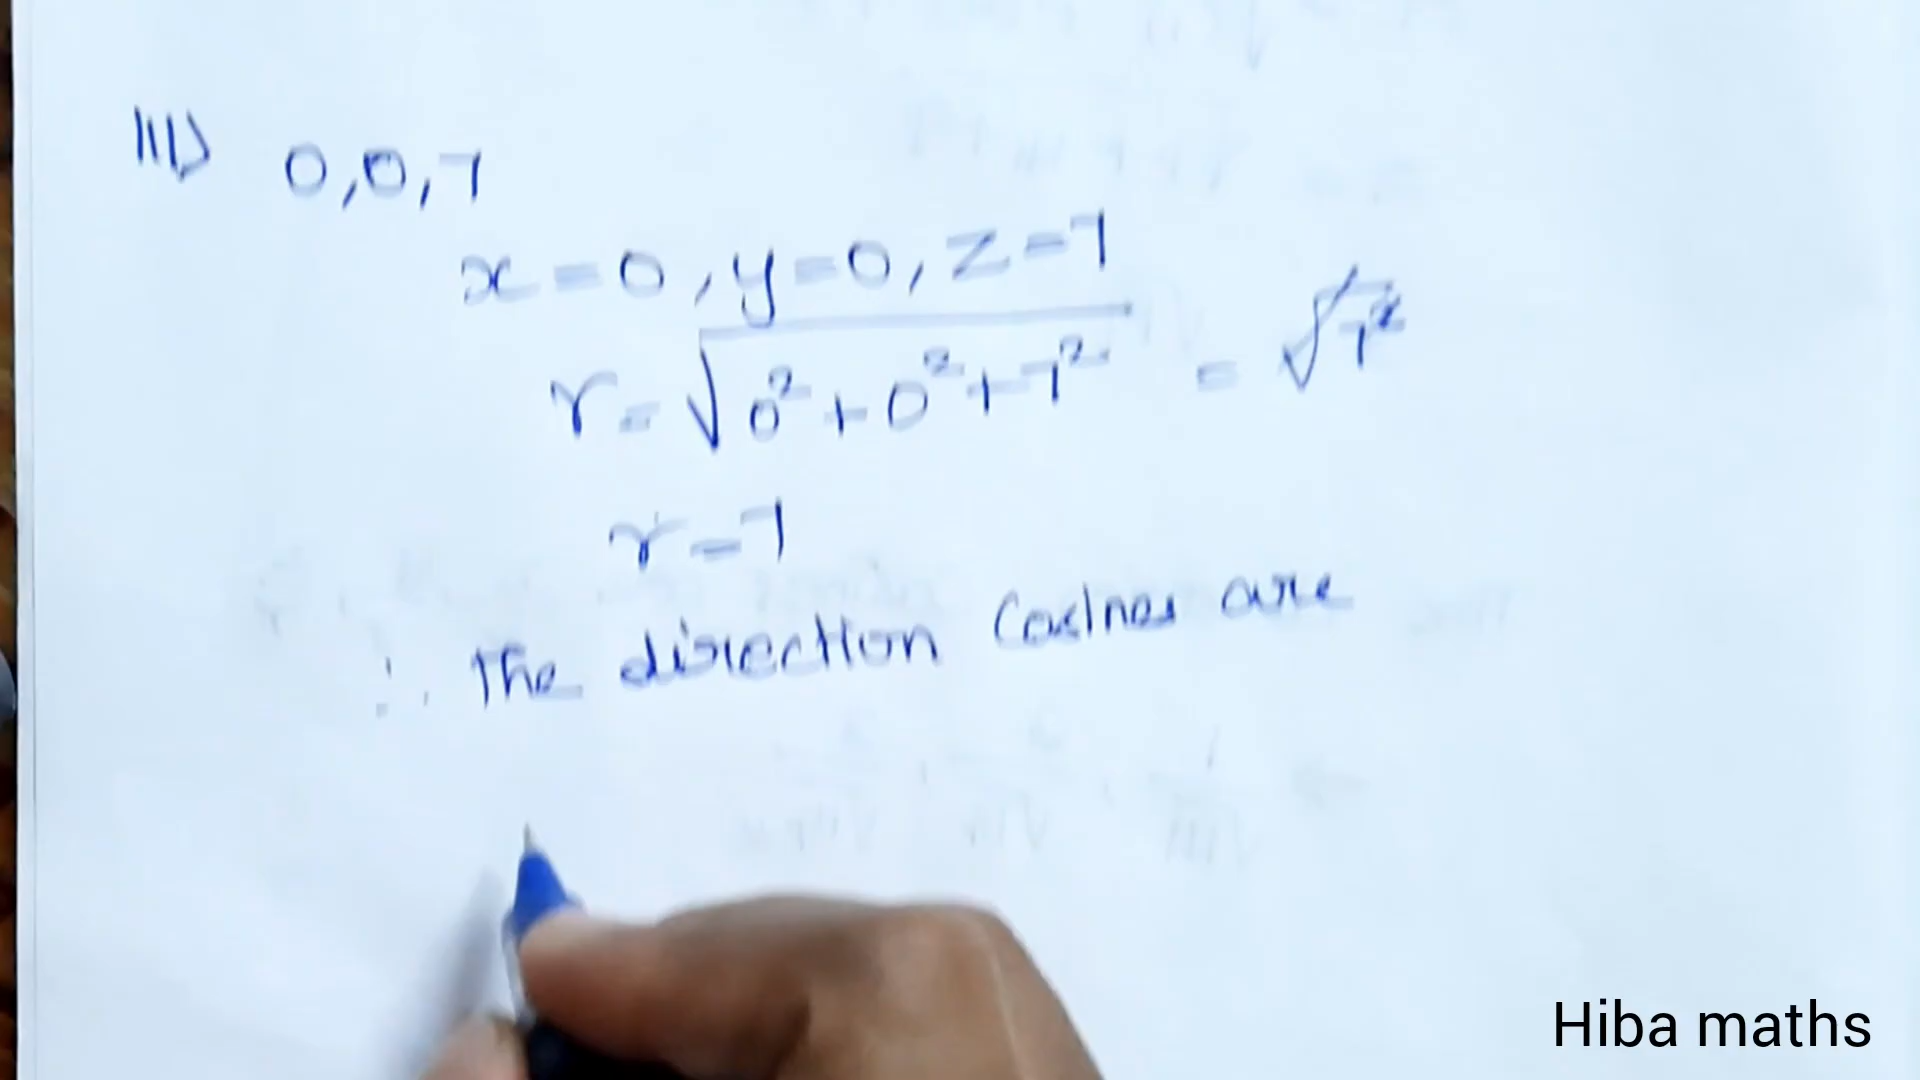 III) 0,0,7
x=0, y=0, z=7
r = √0²+0²+7² = √7²
r=7
∴ The direction Cosines are
Hiba maths